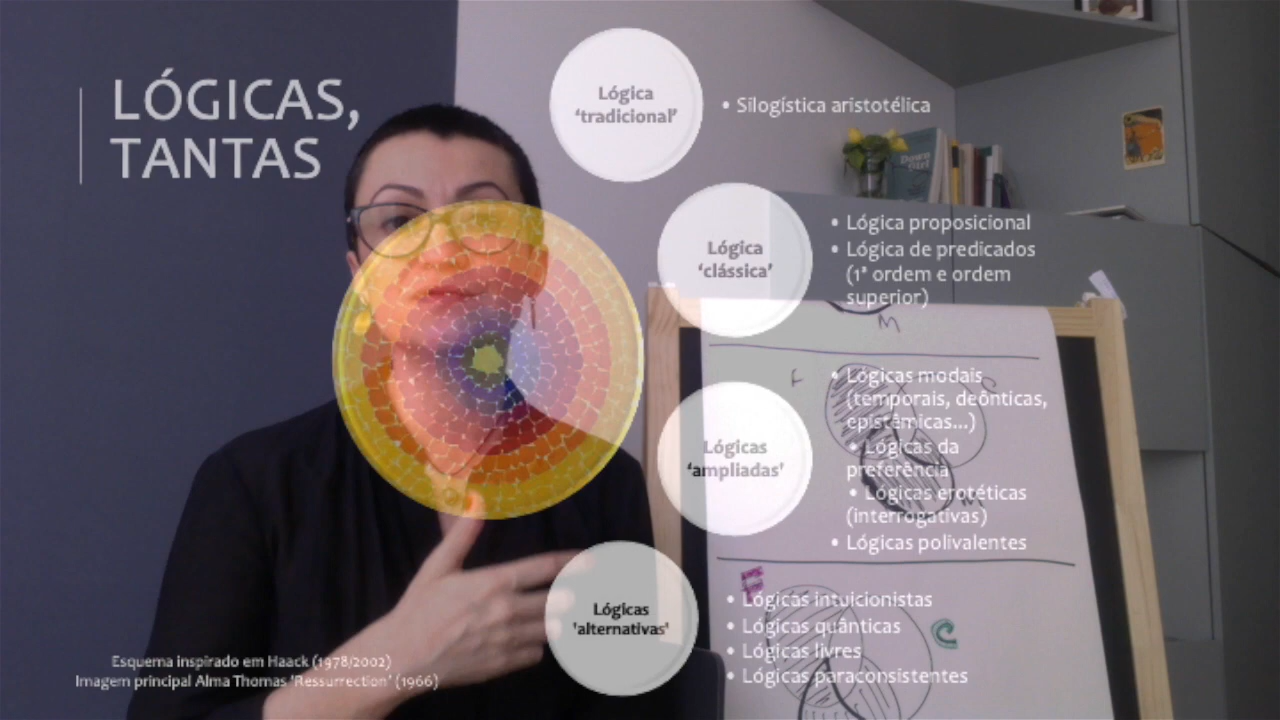 LÓGICAS,
TANTAS
Lógica
'tradicional'
• Silogística aristotélica
Lógica
'clássica'
• Lógica proposicional
• Lógica de predicados
(1ª ordem e ordem
superior)
M
F
Lógicas
'ampliadas'
• Lógicas modais
(temporais, deônticas,
epistêmicas...)
• Lógicas da
preferência
• Lógicas erotéticas
(interrogativas)
• Lógicas polivalentes
Lógicas
'alternativas'
• Lógicas intuicionistas
• Lógicas quânticas
• Lógicas livres
• Lógicas paraconsistentes
E
C
Esquema inspirado em Haack (1978/2002)
Imagem principal Alma Thomas 'Ressurrection' (1966)
Down
Girl